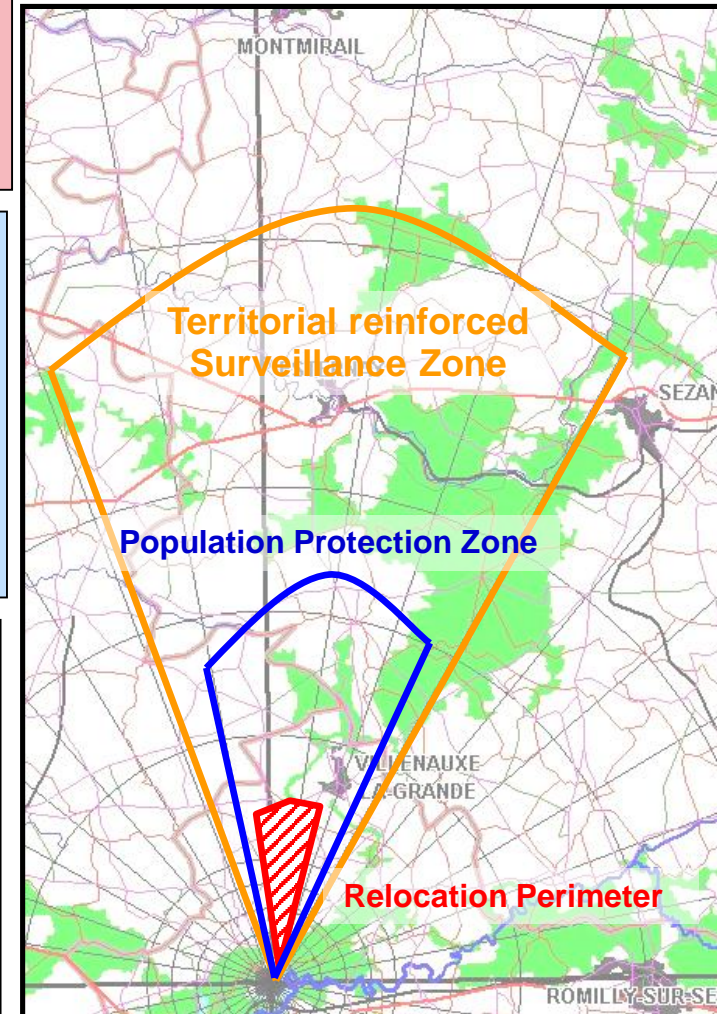 MONTMIRAIL
Territorial reinforced
Surveillance Zone
SEZAN
Population Protection Zone
VILLENAUXE
LA-GRANDE
Relocation Perimeter
ROMILLY-SUR-SE